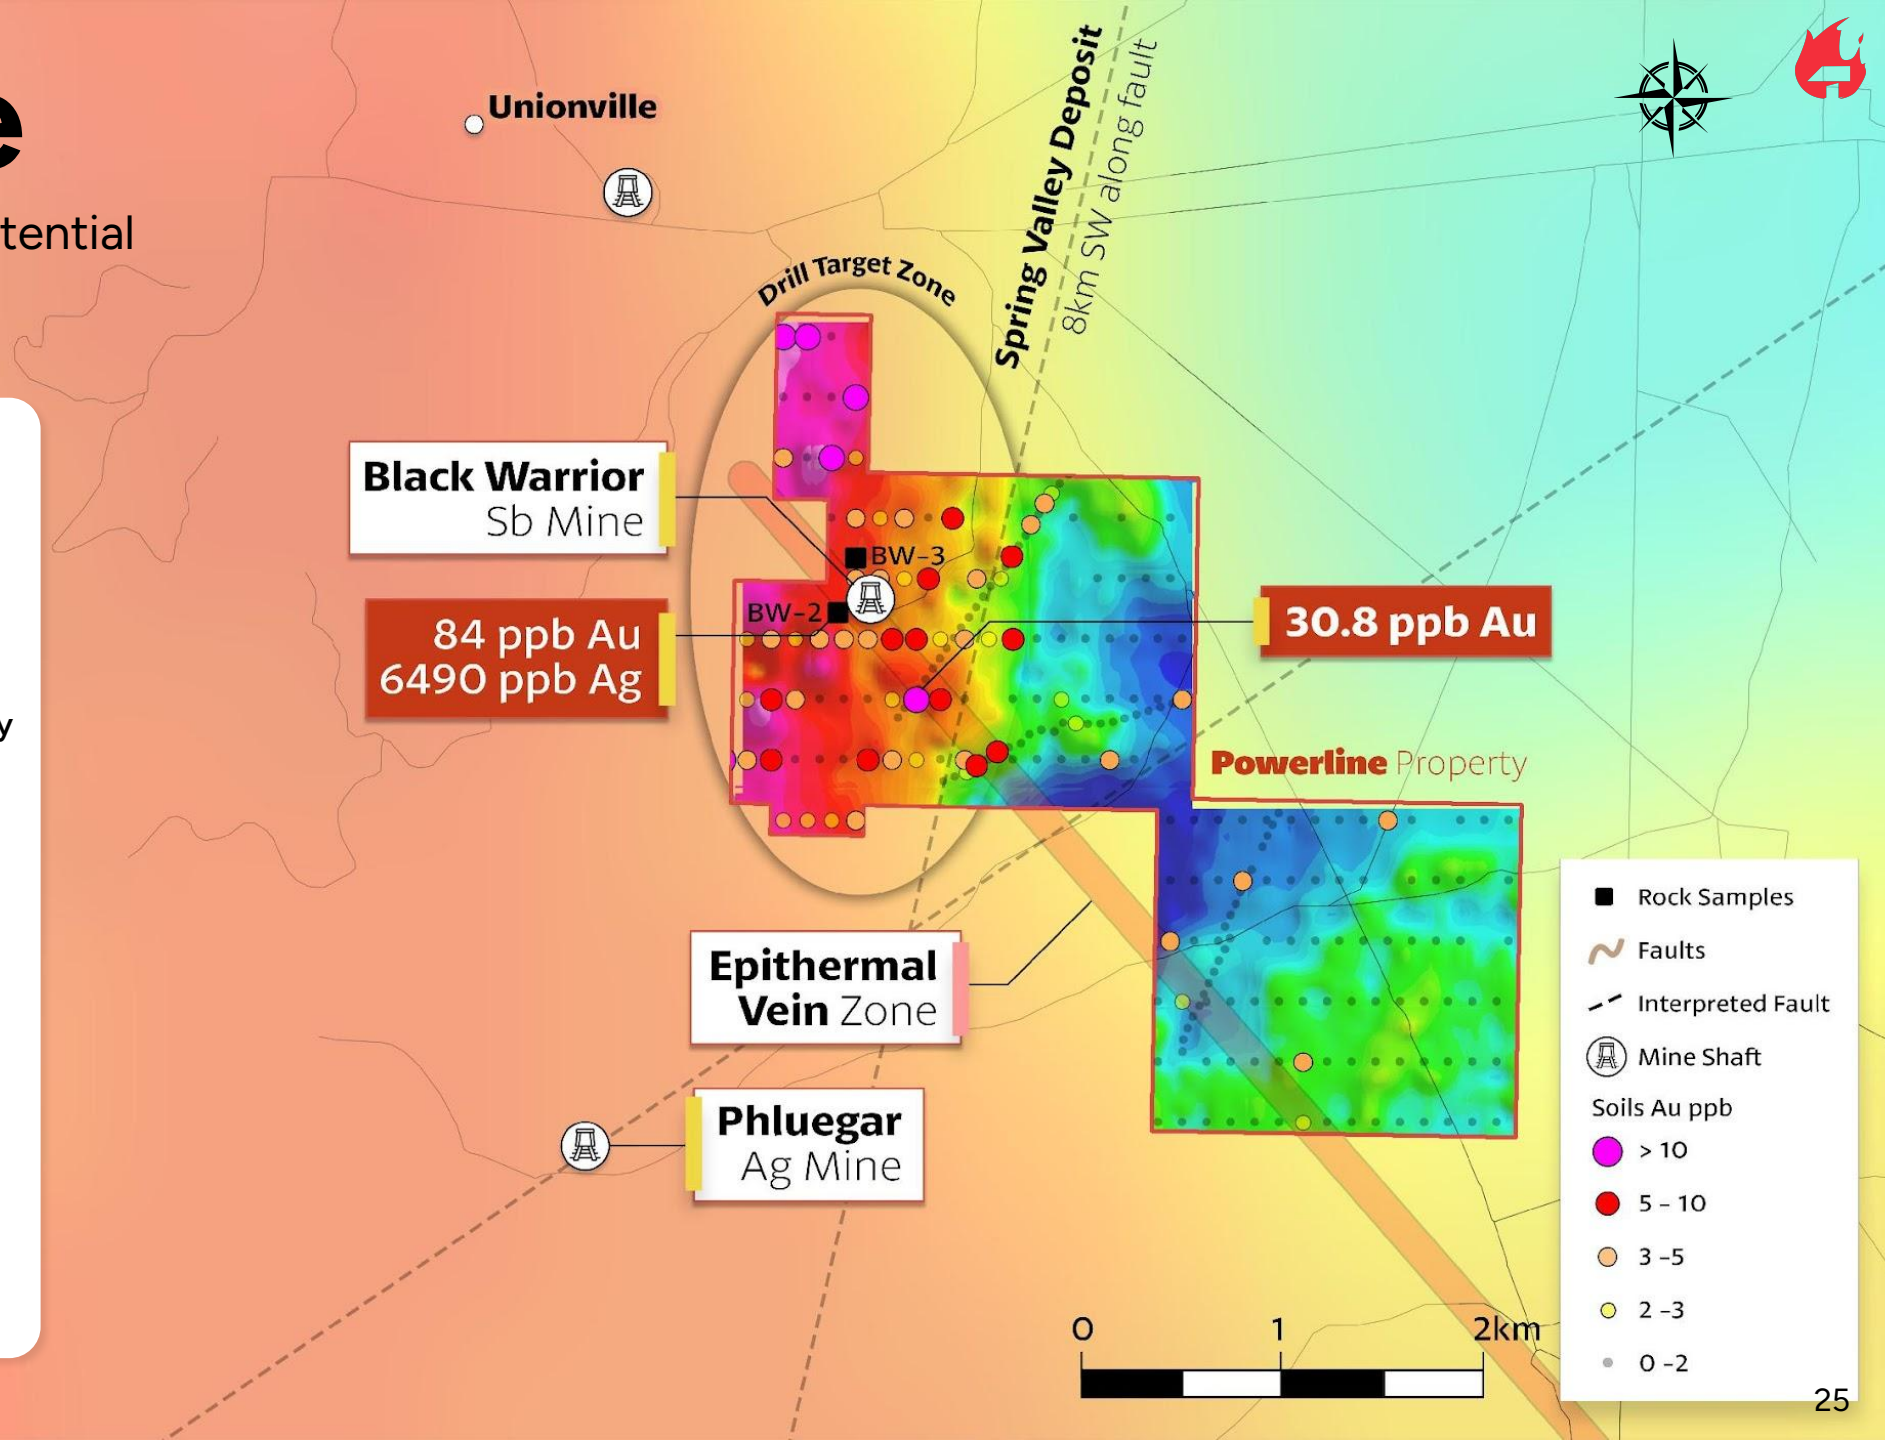 e
tential
y
Unionville
Drill Target Zone
Spring Valley Deposit
8km SW along fault
Black Warrior
Sb Mine
BW-3
BW-2
84 ppb Au
6490 ppb Ag
30.8 ppb Au
Powerline Property
Epithermal
Vein Zone
Phluegar
Ag Mine
0 1 2km
Rock Samples
Faults
Interpreted Fault
Mine Shaft
Soils Au ppb
> 10
5 - 10
3 -5
2 -3
0 -2
25